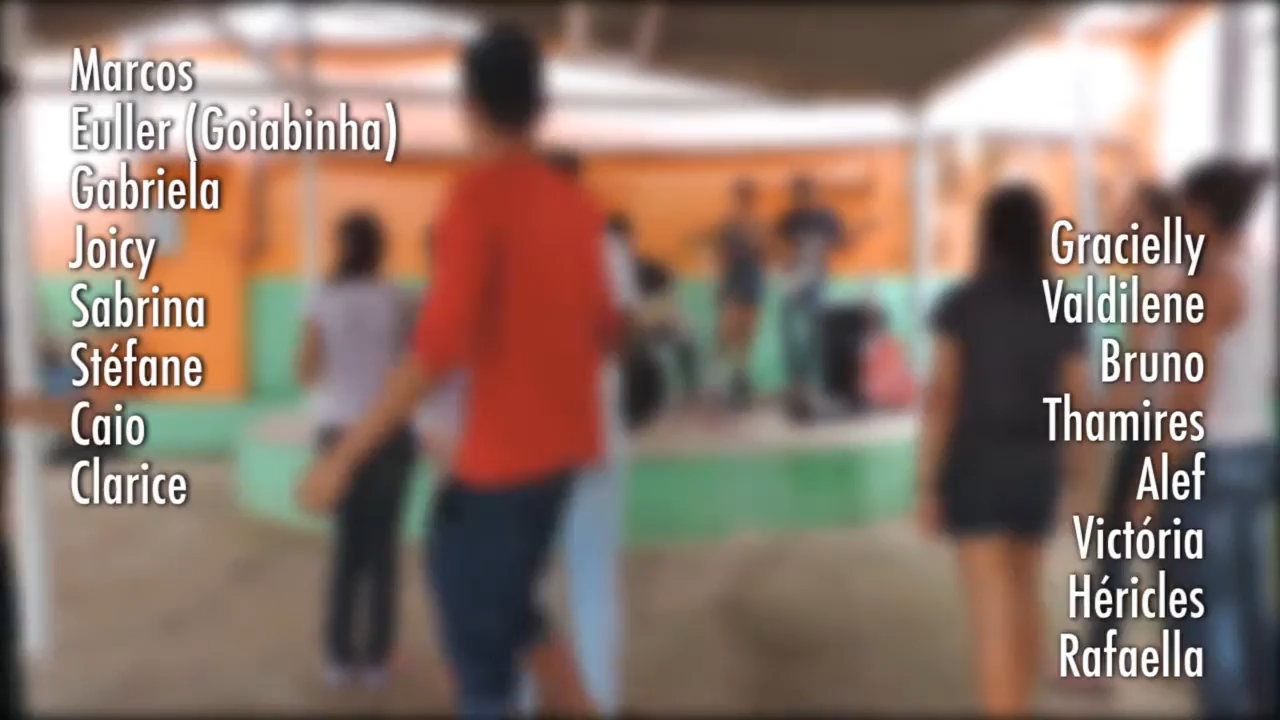 Marcos
Euller (Goiabinha)
Gabriela
Joicy
Sabrina
Stéfane
Caio
Clarice
Gracielly
Valdilene
Bruno
Thamires
Alef
Victória
Héricles
Rafaella